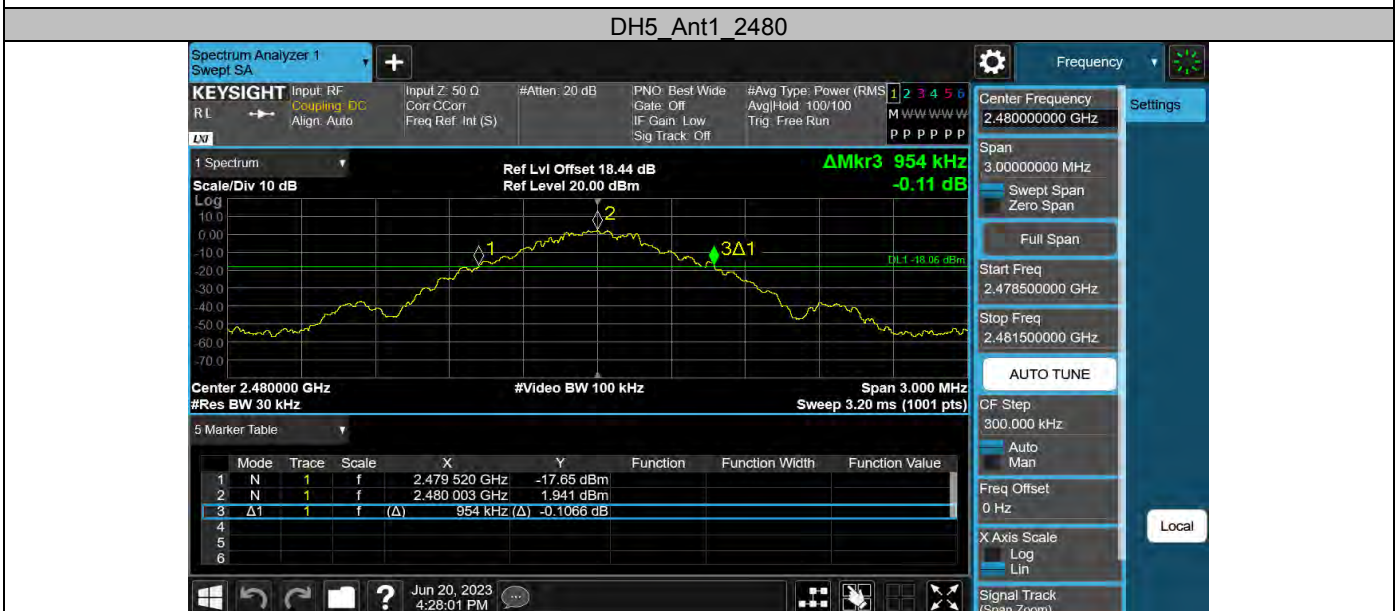 DH5_Ant1_2480
Spectrum Analyzer 1
Swept SA
+
Frequency
KEYSIGHT
R L
LXI
Input: RF
Coupling: DC
Align: Auto
Input Z: 50 Ω
Corr CCorr
Freq Ref: Int (S)
#Atten: 20 dB
PNO: Best Wide
Gate: Off
IF Gain: Low
Sig Track: Off
#Avg Type: Power (RMS
Avg|Hold: 100/100
Trig: Free Run
1 2 3 4 5 6
M W W W W W
P P P P P P
1 Spectrum
Scale/Div 10 dB
Ref Lvl Offset 18.44 dB
Ref Level 20.00 dBm
ΔMkr3 954 kHz
-0.11 dB
Log
10.0
0.00
-10.0
-20.0
-30.0
-40.0
-50.0
-60.0
-70.0
1
2
3Δ1
DL1 -18.06 dBm
Center 2.480000 GHz
#Video BW 100 kHz
Span 3.000 MHz
#Res BW 30 kHz
Sweep 3.20 ms (1001 pts)
5 Marker Table
Mode Trace Scale X Y Function Function Width Function Value
1 N 1 f 2.479 520 GHz -17.65 dBm
2 N 1 f 2.480 003 GHz 1.941 dBm
3 Δ1 1 f (Δ) 954 kHz (Δ) -0.1066 dB
4
5
6
?
Jun 20, 2023
4:28:01 PM
Center Frequency
2.480000000 GHz
Settings
Span
3.00000000 MHz
Swept Span
Zero Span
Full Span
Start Freq
2.478500000 GHz
Stop Freq
2.481500000 GHz
AUTO TUNE
CF Step
300.000 kHz
Auto
Man
Freq Offset
0 Hz
Local
X Axis Scale
Log
Lin
Signal Track
(Span Zoom)